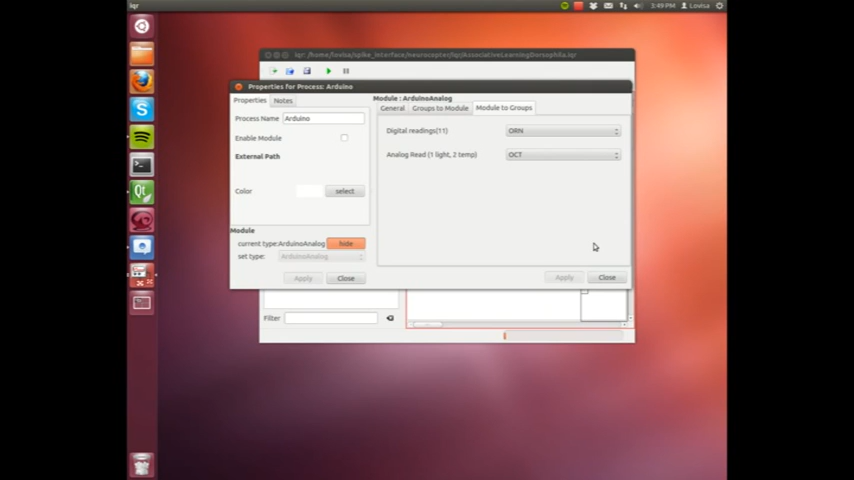 iqr
3:49 PM
Lovisa
iqr: /home/lovisa/spike_interface/neurocepter/iqr/AssociativeLearningDorsophila.iqr
Properties for Process: Arduino
Properties
Notes
Process Name
Arduino
Enable Module
External Path
Color
select
Module
current type:ArduinoAnalog
hide
set type:
ArduinoAnalog
Apply
Close
Module : ArduinoAnalog
General
Groups to Module
Module to Groups
Digital readings(11)
ORN
Analog Read (1 light, 2 temp)
OCT
Apply
Close
Filter